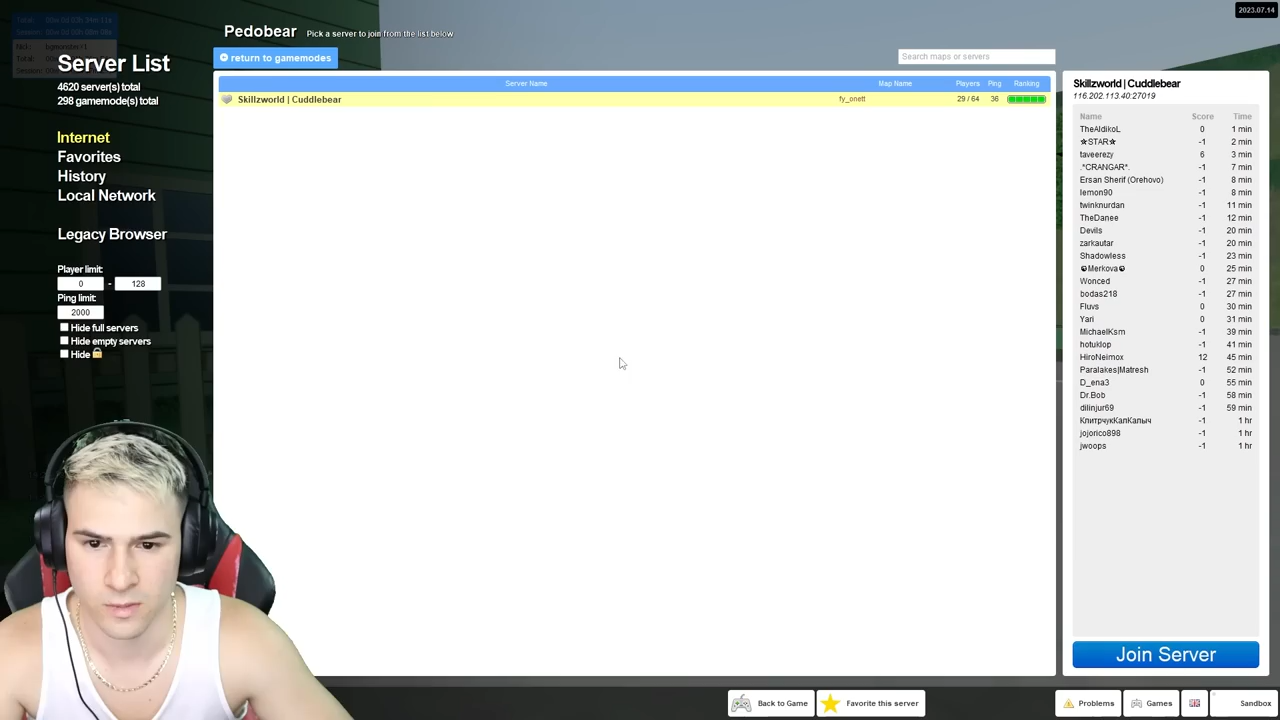 2023.07.14
Total: 00w 0d 03h 34m 11s
Pedobear Pick a server to join from the list below
Server List
4620 server(s) total
298 gamemode(s) total
Internet
Favorites
History
Local Network
Legacy Browser
Player limit:
0 - 128
Ping limit:
2000
Hide full servers
Hide empty servers
Hide
return to gamemodes
Search maps or servers
Server Name Map Name Players Ping Ranking
Skillzworld | Cuddlebear fy_onett 29 / 64 36
Skillzworld | Cuddlebear
116.202.113.40:27019
Name Score Time
TheAldikoL 0 1 min
✯STAR✯ -1 2 min
taveerezy 6 3 min
.*CRANGAR*. -1 7 min
Ersan Sherif (Orehovo) -1 8 min
lemon90 -1 8 min
twinknurdan -1 11 min
TheDanee -1 12 min
Devils -1 20 min
zarkautar -1 20 min
Shadowless -1 23 min
Merkova 0 25 min
Wonced -1 27 min
bodas218 -1 27 min
Fluvs 0 30 min
Yari 0 31 min
MichaelKsm -1 39 min
hotuklop -1 41 min
HiroNeimox 12 45 min
Paralakes|Matresh -1 52 min
D_ena3 0 55 min
Dr.Bob -1 58 min
dilinjur69 -1 59 min
КлитрчукКапКапыч -1 1 hr
jojorico898 -1 1 hr
jwoops -1 1 hr
Join Server
Back to Game
Favorite this server
Problems
Games
Sandbox